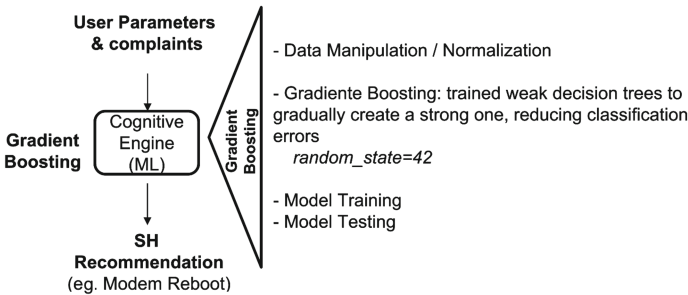 User Parameters
& complaints
Gradient
Boosting
Cognitive
Engine
(ML)
SH
Recommendation
(eg. Modem Reboot)
Gradient
Boosting
- Data Manipulation / Normalization
- Gradiente Boosting: trained weak decision trees to
gradually create a strong one, reducing classification
errors
random_state=42
- Model Training
- Model Testing